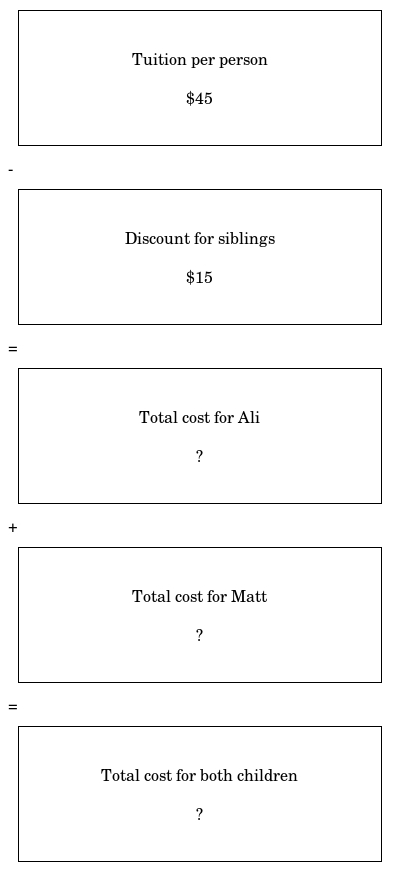 Tuition per person
$45
-
Discount for siblings
$15
=
Total cost for Ali
?
+
Total cost for Matt
?
=
Total cost for both children
?